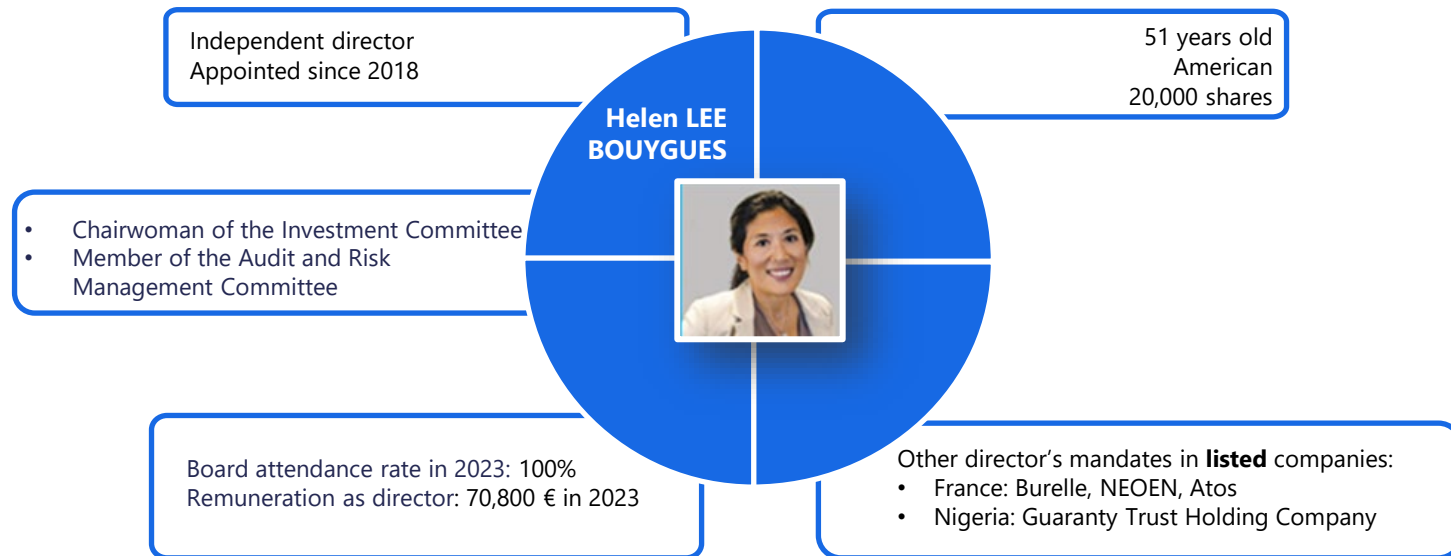 Independent director
Appointed since 2018
51 years old
American
20,000 shares
Helen LEE
BOUYGUES
• Chairwoman of the Investment Committee
• Member of the Audit and Risk
Management Committee
Board attendance rate in 2023: 100%
Remuneration as director: 70,800 € in 2023
Other director's mandates in listed companies:
• France: Burelle, NEOEN, Atos
• Nigeria: Guaranty Trust Holding Company